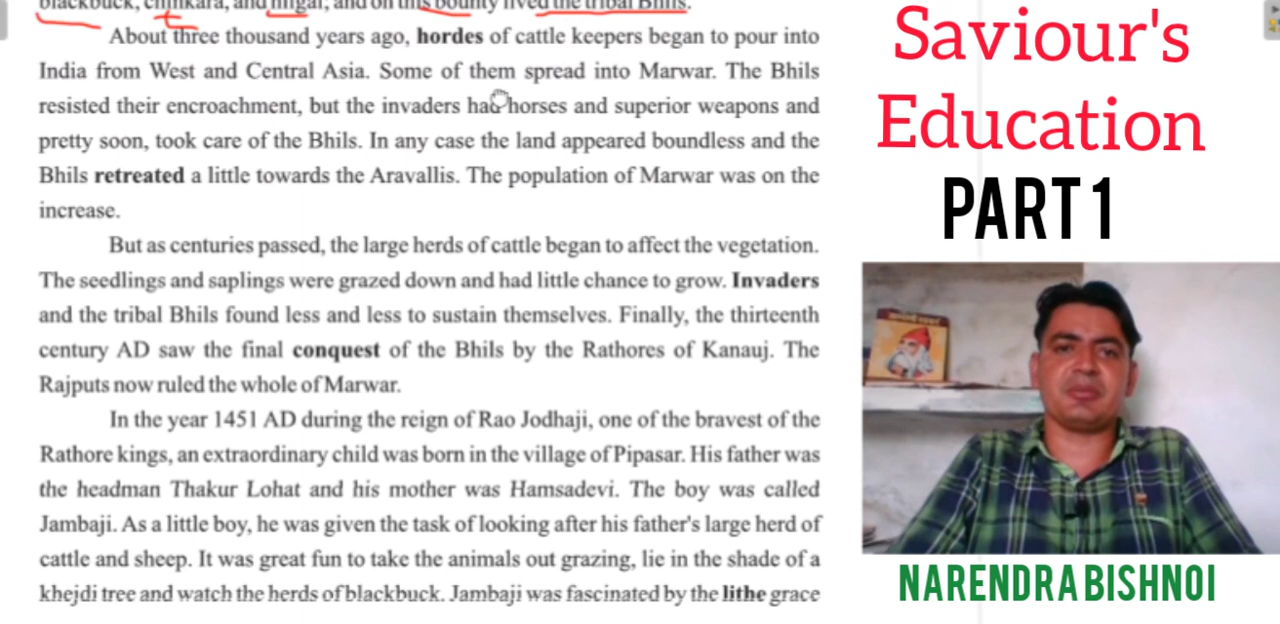 blackbuck, chinkara, and nilgai; and on this bounty lived the tribal Bhils.
About three thousand years ago, hordes of cattle keepers began to pour into
India from West and Central Asia. Some of them spread into Marwar. The Bhils
resisted their encroachment, but the invaders had horses and superior weapons and
pretty soon, took care of the Bhils. In any case the land appeared boundless and the
Bhils retreated a little towards the Aravallis. The population of Marwar was on the
increase.
But as centuries passed, the large herds of cattle began to affect the vegetation.
The seedlings and saplings were grazed down and had little chance to grow. Invaders
and the tribal Bhils found less and less to sustain themselves. Finally, the thirteenth
century AD saw the final conquest of the Bhils by the Rathores of Kanauj. The
Rajputs now ruled the whole of Marwar.
In the year 1451 AD during the reign of Rao Jodhaji, one of the bravest of the
Rathore kings, an extraordinary child was born in the village of Pipasar. His father was
the headman Thakur Lohat and his mother was Hamsadevi. The boy was called
Jambaji. As a little boy, he was given the task of looking after his father's large herd of
cattle and sheep. It was great fun to take the animals out grazing, lie in the shade of a
khejdi tree and watch the herds of blackbuck. Jambaji was fascinated by the lithe grace
Saviour's
Education
PART 1
NARENDRA BISHNOI